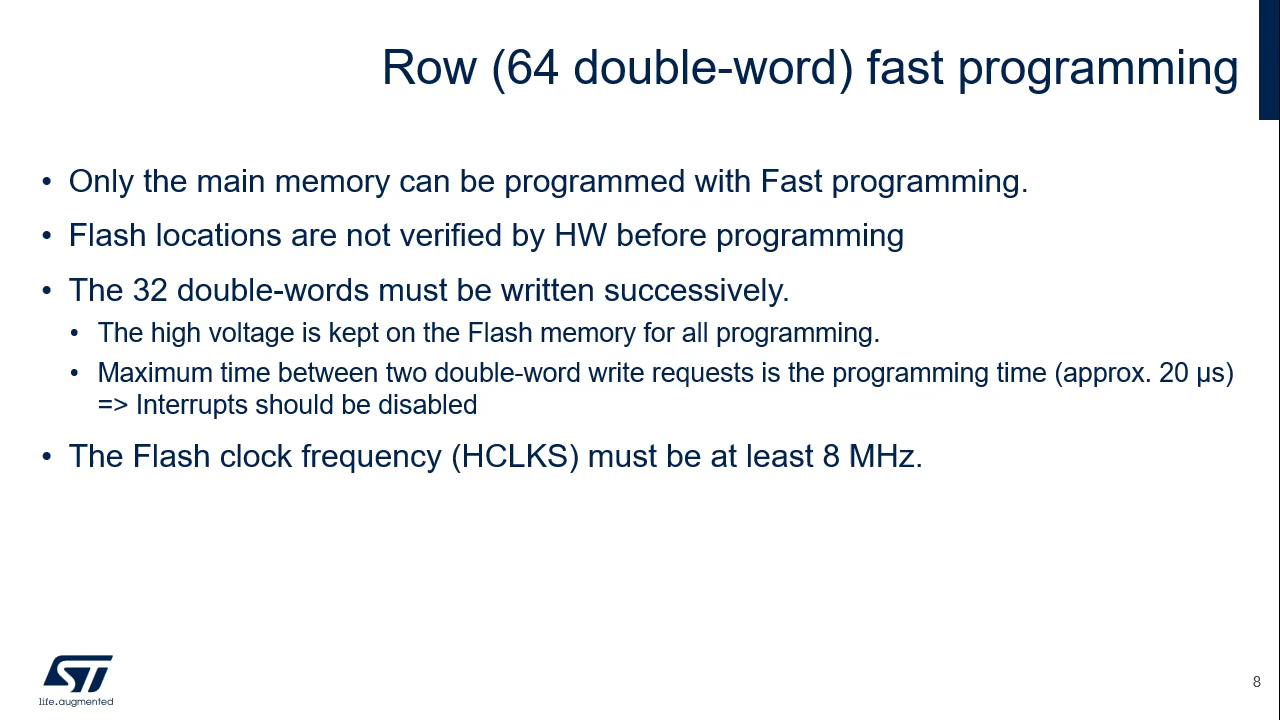 Row (64 double-word) fast programming
• Only the main memory can be programmed with Fast programming.
• Flash locations are not verified by HW before programming
• The 32 double-words must be written successively.
• The high voltage is kept on the Flash memory for all programming.
• Maximum time between two double-word write requests is the programming time (approx. 20 µs)
=> Interrupts should be disabled
• The Flash clock frequency (HCLKS) must be at least 8 MHz.
ST
life.augmented
8